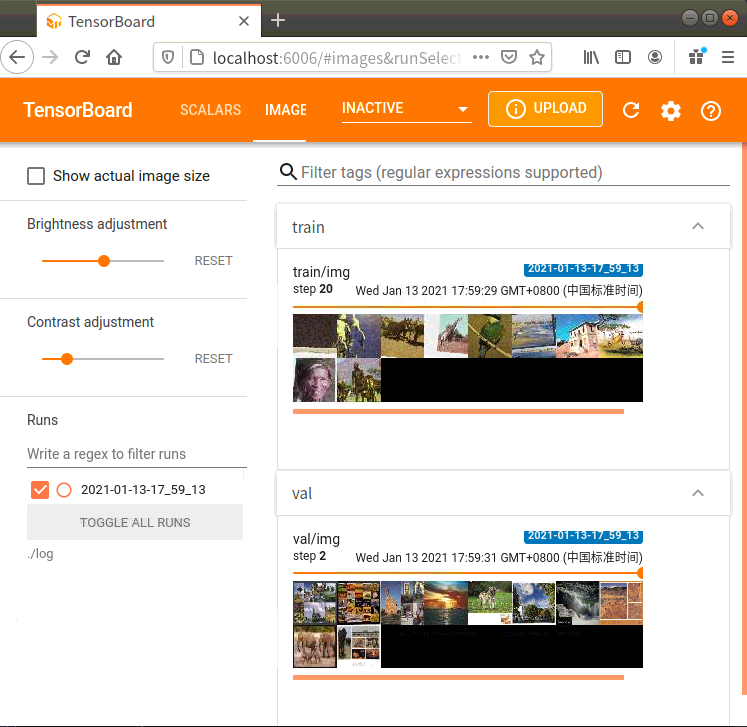 TensorBoard
localhost:6006/#images&runSelect
TensorBoard
SCALARS
IMAGE
INACTIVE
UPLOAD
Show actual image size
Filter tags (regular expressions supported)
Brightness adjustment
RESET
Contrast adjustment
RESET
Runs
Write a regex to filter runs
2021-01-13-17_59_13
TOGGLE ALL RUNS
./log
train
train/img
2021-01-13-17_59_13
step 20
Wed Jan 13 2021 17:59:29 GMT+0800 (中国标准时间)
val
val/img
2021-01-13-17_59_13
step 2
Wed Jan 13 2021 17:59:31 GMT+0800 (中国标准时间)